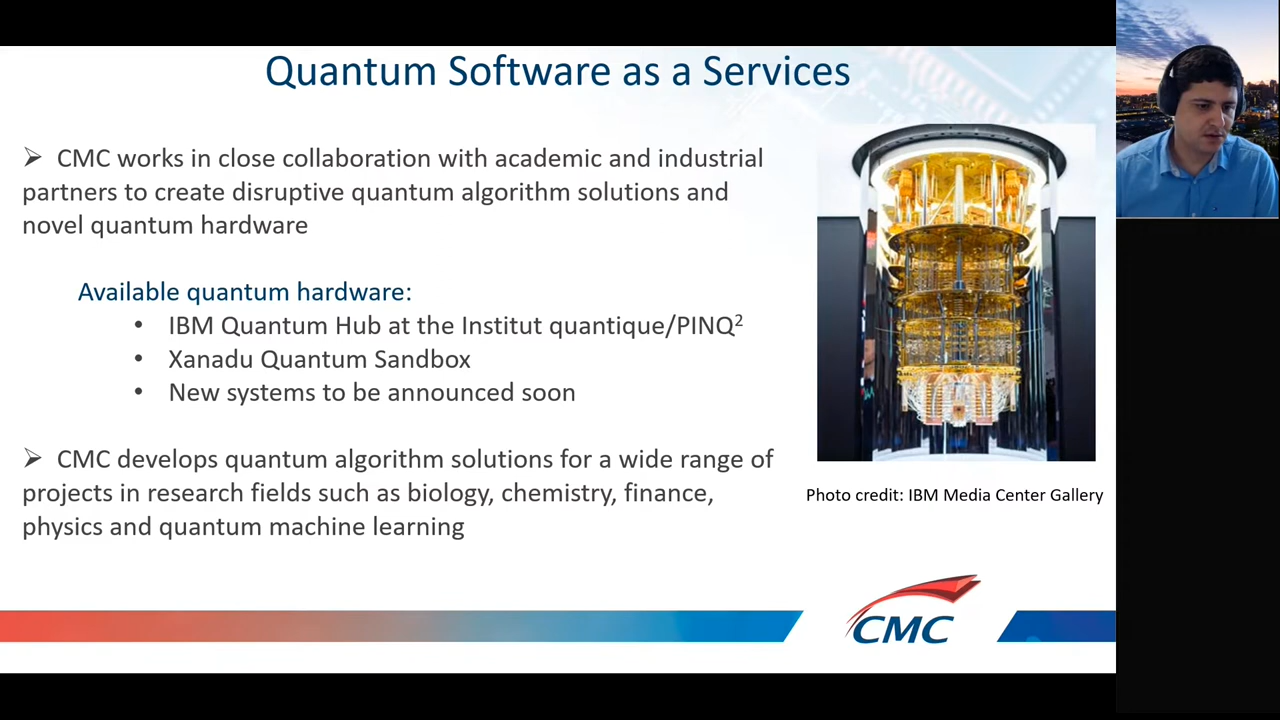 Quantum Software as a Services
➢ CMC works in close collaboration with academic and industrial
partners to create disruptive quantum algorithm solutions and
novel quantum hardware
Available quantum hardware:
• IBM Quantum Hub at the Institut quantique/PINQ²
• Xanadu Quantum Sandbox
• New systems to be announced soon
➢ CMC develops quantum algorithm solutions for a wide range of
projects in research fields such as biology, chemistry, finance,
physics and quantum machine learning
Photo credit: IBM Media Center Gallery
CMC